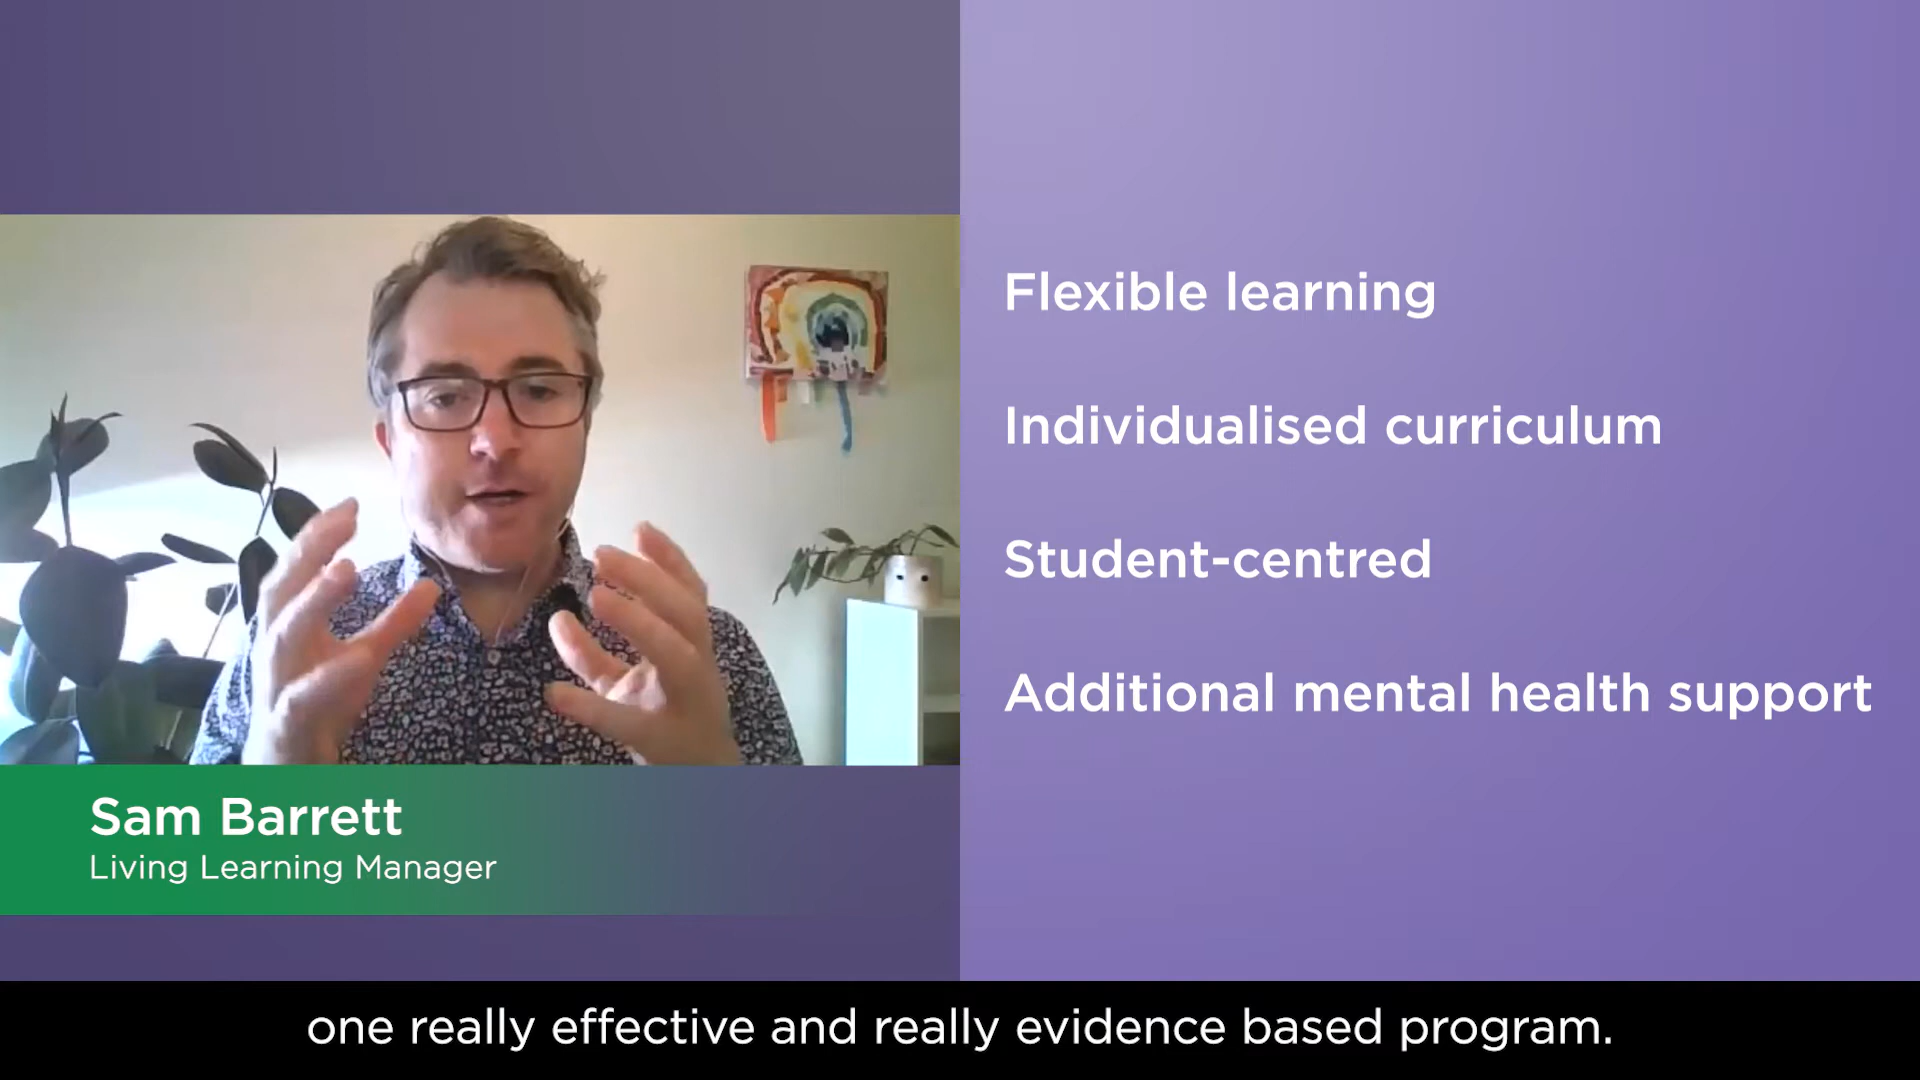 Flexible learning
Individualised curriculum
Student-centred
Additional mental health support
Sam Barrett
Living Learning Manager
one really effective and really evidence based program.